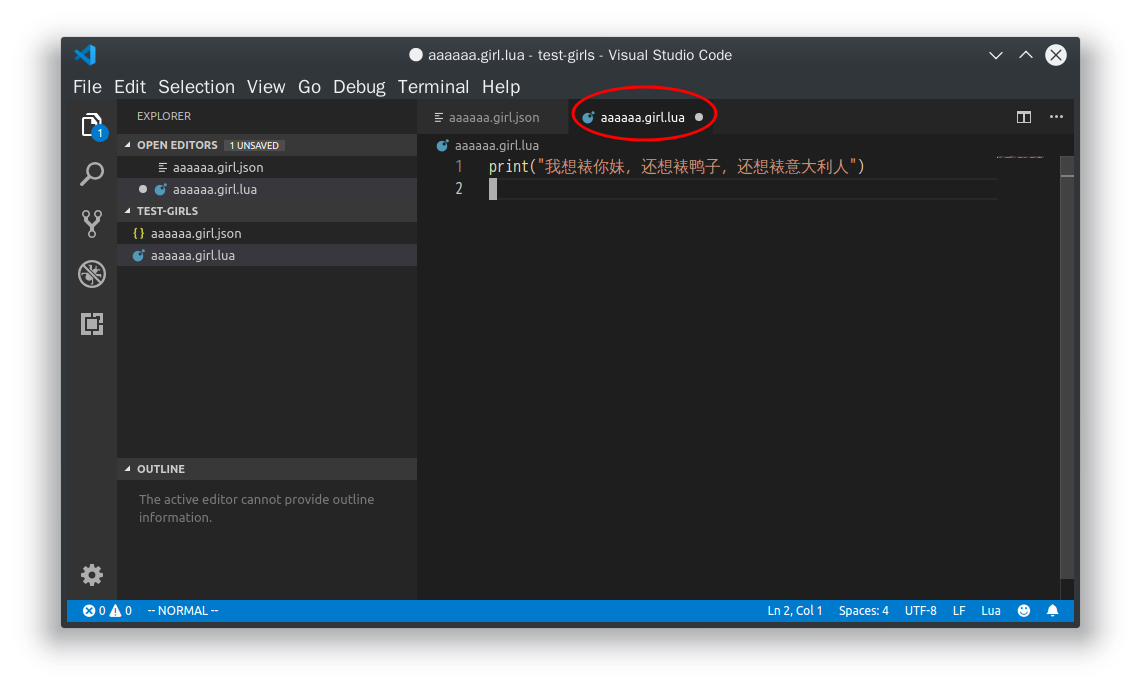 aaaaaa.girl.lua - test-girls - Visual Studio Code
File Edit Selection View Go Debug Terminal Help
1
EXPLORER
OPEN EDITORS 1 UNSAVED
aaaaaa.girl.json
aaaaaa.girl.lua
TEST-GIRLS
{} aaaaaa.girl.json
aaaaaa.girl.lua
OUTLINE
The active editor cannot provide outline
information.
aaaaaa.girl.json aaaaaa.girl.lua
aaaaaa.girl.lua
1 print("我想裱你妹，还想裱鸭子，还想裱意大利人")
2
0 0 -- NORMAL -- Ln 2, Col 1 Spaces: 4 UTF-8 LF Lua